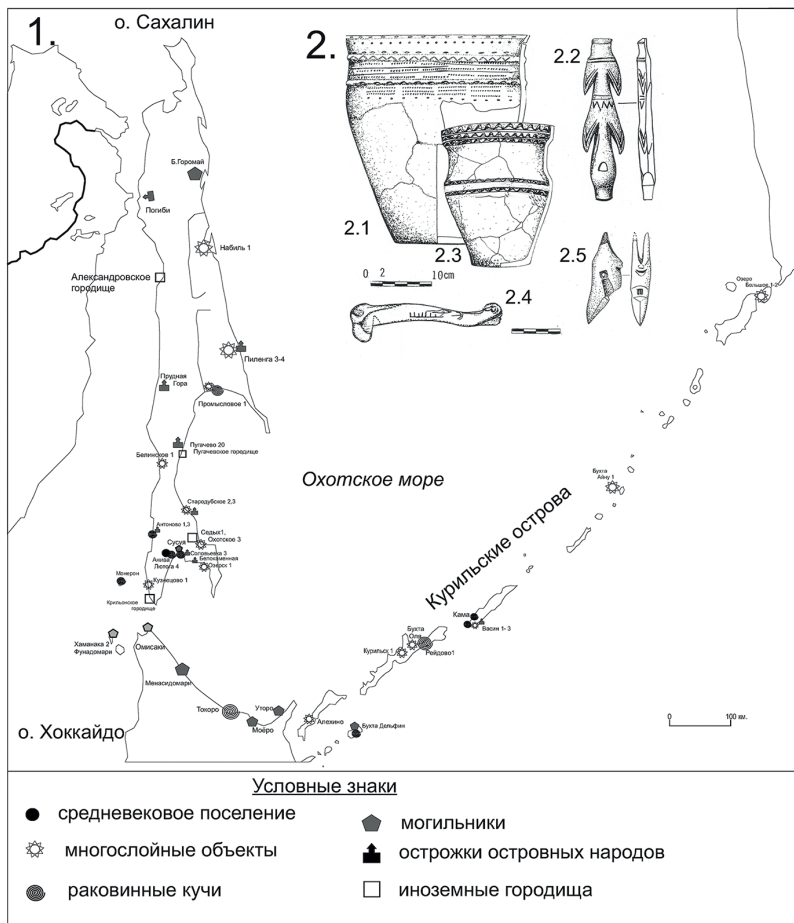 1.
о. Сахалин
2.
2.2
2.1
2.3
2.5
0 2 10cm
2.4
Б.Горомай
Погиби
Набиль 1
Александровское
городище
Озеро
Большое 1-2
Пиленга 3-4
Прудная
Гора
Промысловое 1
Пугачево 20
Пугачевское городище
Белинское 1
Охотское море
Бухта
Айну 1
Стародубское 2,3
Антоново 1,3
Седых1,
Охотское 3
Сусуя
Соловьевка 3
Белокаменная
Анива
Лютога 4
Озерск 1
Монерон
Кузнецово 1
Крильонское
городище
Курильские острова
Кама
Васин 1- 3
Хаманака 2
Фунадомари
Омисаки
Бухта
Оля
Курильск 1
Рейдово1
Менасидомари
Уторо
Токоро
Моёро
Алехино
Бухта Дельфин
о. Хоккайдо
0 100 км.
Условные знаки
средневековое поселение
многослойные объекты
раковинные кучи
могильники
острожки островных народов
иноземные городища